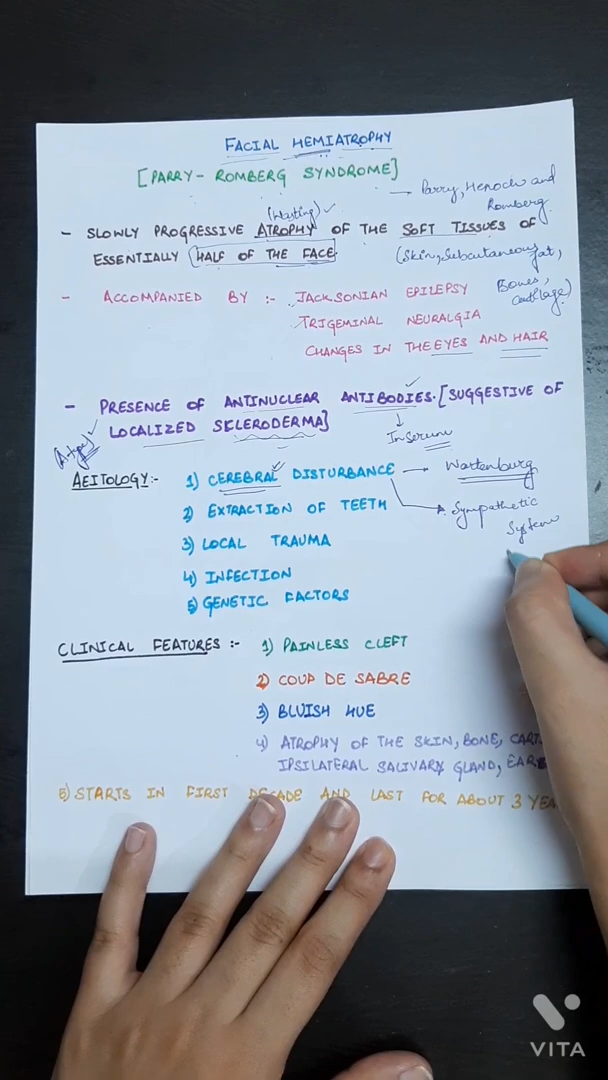 FACIAL HEMIATROPHY
[PARRY-ROMBERG SYNDROME]
→ Parry, Henoch and
Romberg.
(Wasting) ✓
- SLOWLY PROGRESSIVE ATROPHY OF THE SOFT TISSUES OF
ESSENTIALLY (HALF OF THE FACE.
(Skin, Subcutaneous fat,
Bones,
cartilage)
- ACCOMPANIED BY :- JACKSONIAN EPILEPSY
TRIGEMINAL NEURALGIA
CHANGES IN THE EYES AND HAIR
- PRESENCE OF ANTINUCLEAR ANTIBODIES. [SUGGESTIVE OF
LOCALIZED SCLERODERMA]
↓
In serum
AEITOLOGY:- 1) CEREBRAL DISTURBANCE → Wartenburg
→ Sympathetic
System
2) EXTRACTION OF TEETH
3) LOCAL TRAUMA
4) INFECTION
5) GENETIC FACTORS
CLINICAL FEATURES :- 1) PAINLESS CLEFT
2) COUP DE SABRE
3) BLUISH HUE
4) ATROPHY OF THE SKIN, BONE, CART
IPSILATERAL SALIVARY GLAND, EAR
5) STARTS IN FIRST DECADE AND LAST FOR ABOUT 3 YEA
VITA